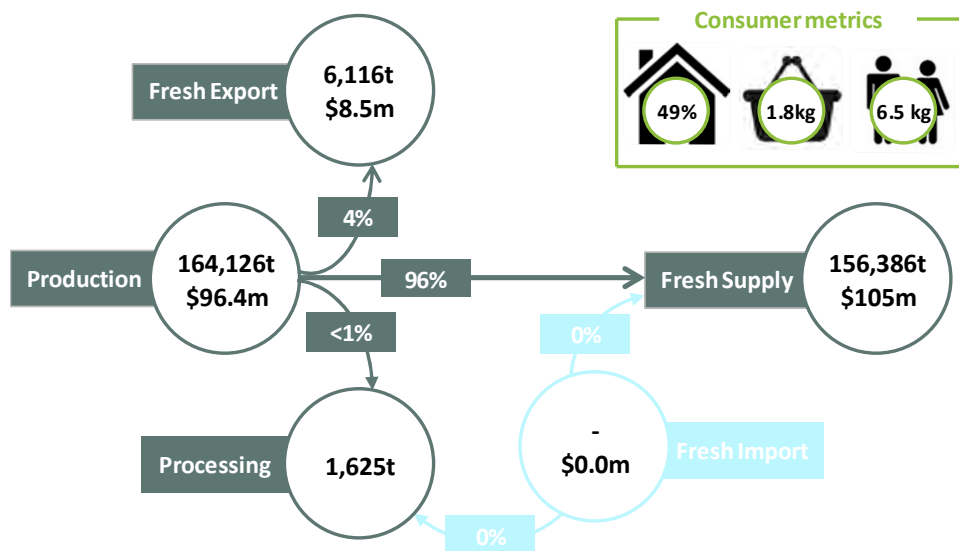 Consumer metrics
49%
1.8kg
6.5 kg
Fresh Export
6,116t
$8.5m
4%
Production
164,126t
$96.4m
96%
Fresh Supply
156,386t
$105m
<1%
0%
Processing
1,625t
-
$0.0m
Fresh Import
0%